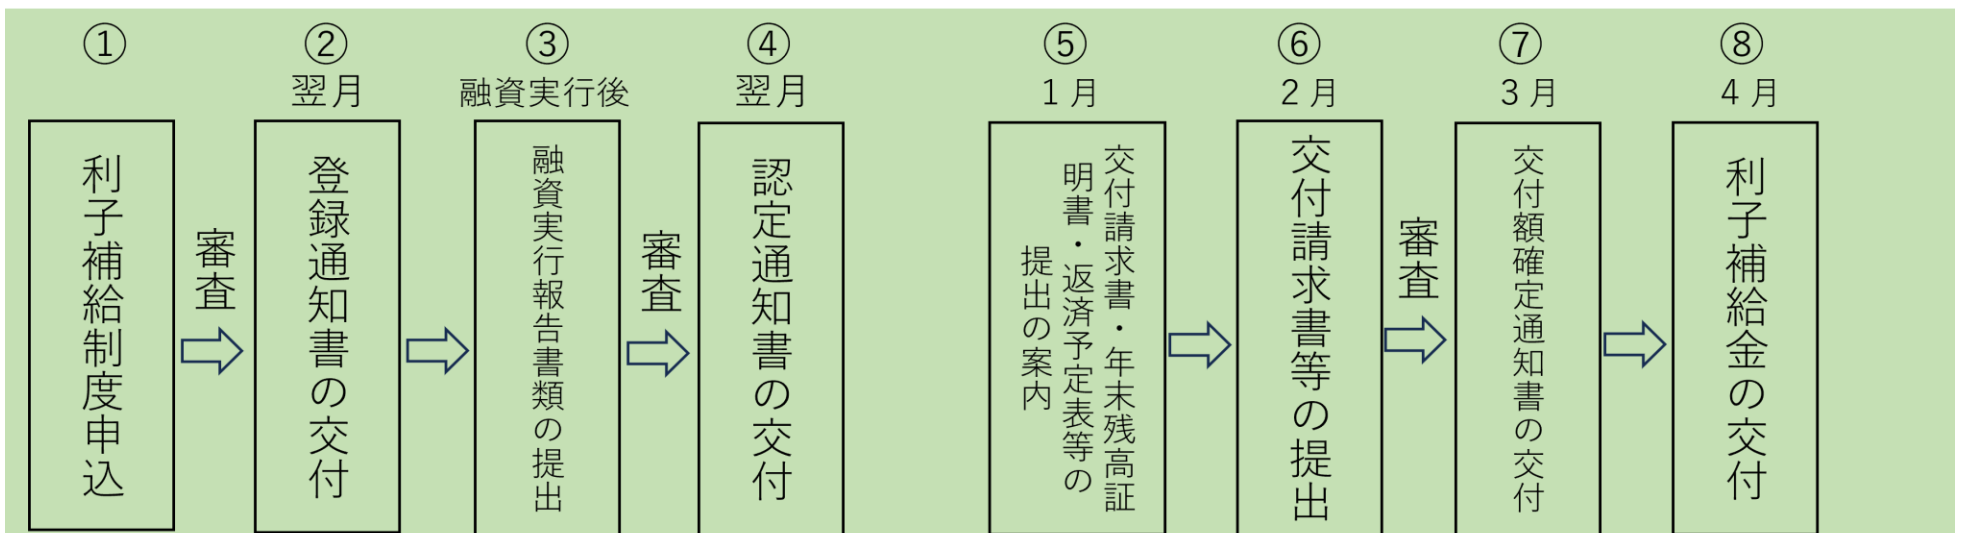 ①
利子補給制度申込
審査
②
翌月
登録通知書の交付
③
融資実行後
融資実行報告書類の提出
審査
④
翌月
認定通知書の交付
⑤
1月
交付請求書・年末残高証
明書・返済予定表等の
提出の案内
⑥
2月
交付請求書等の提出
審査
⑦
3月
交付額確定通知書の交付
⑧
4月
利子補給金の交付